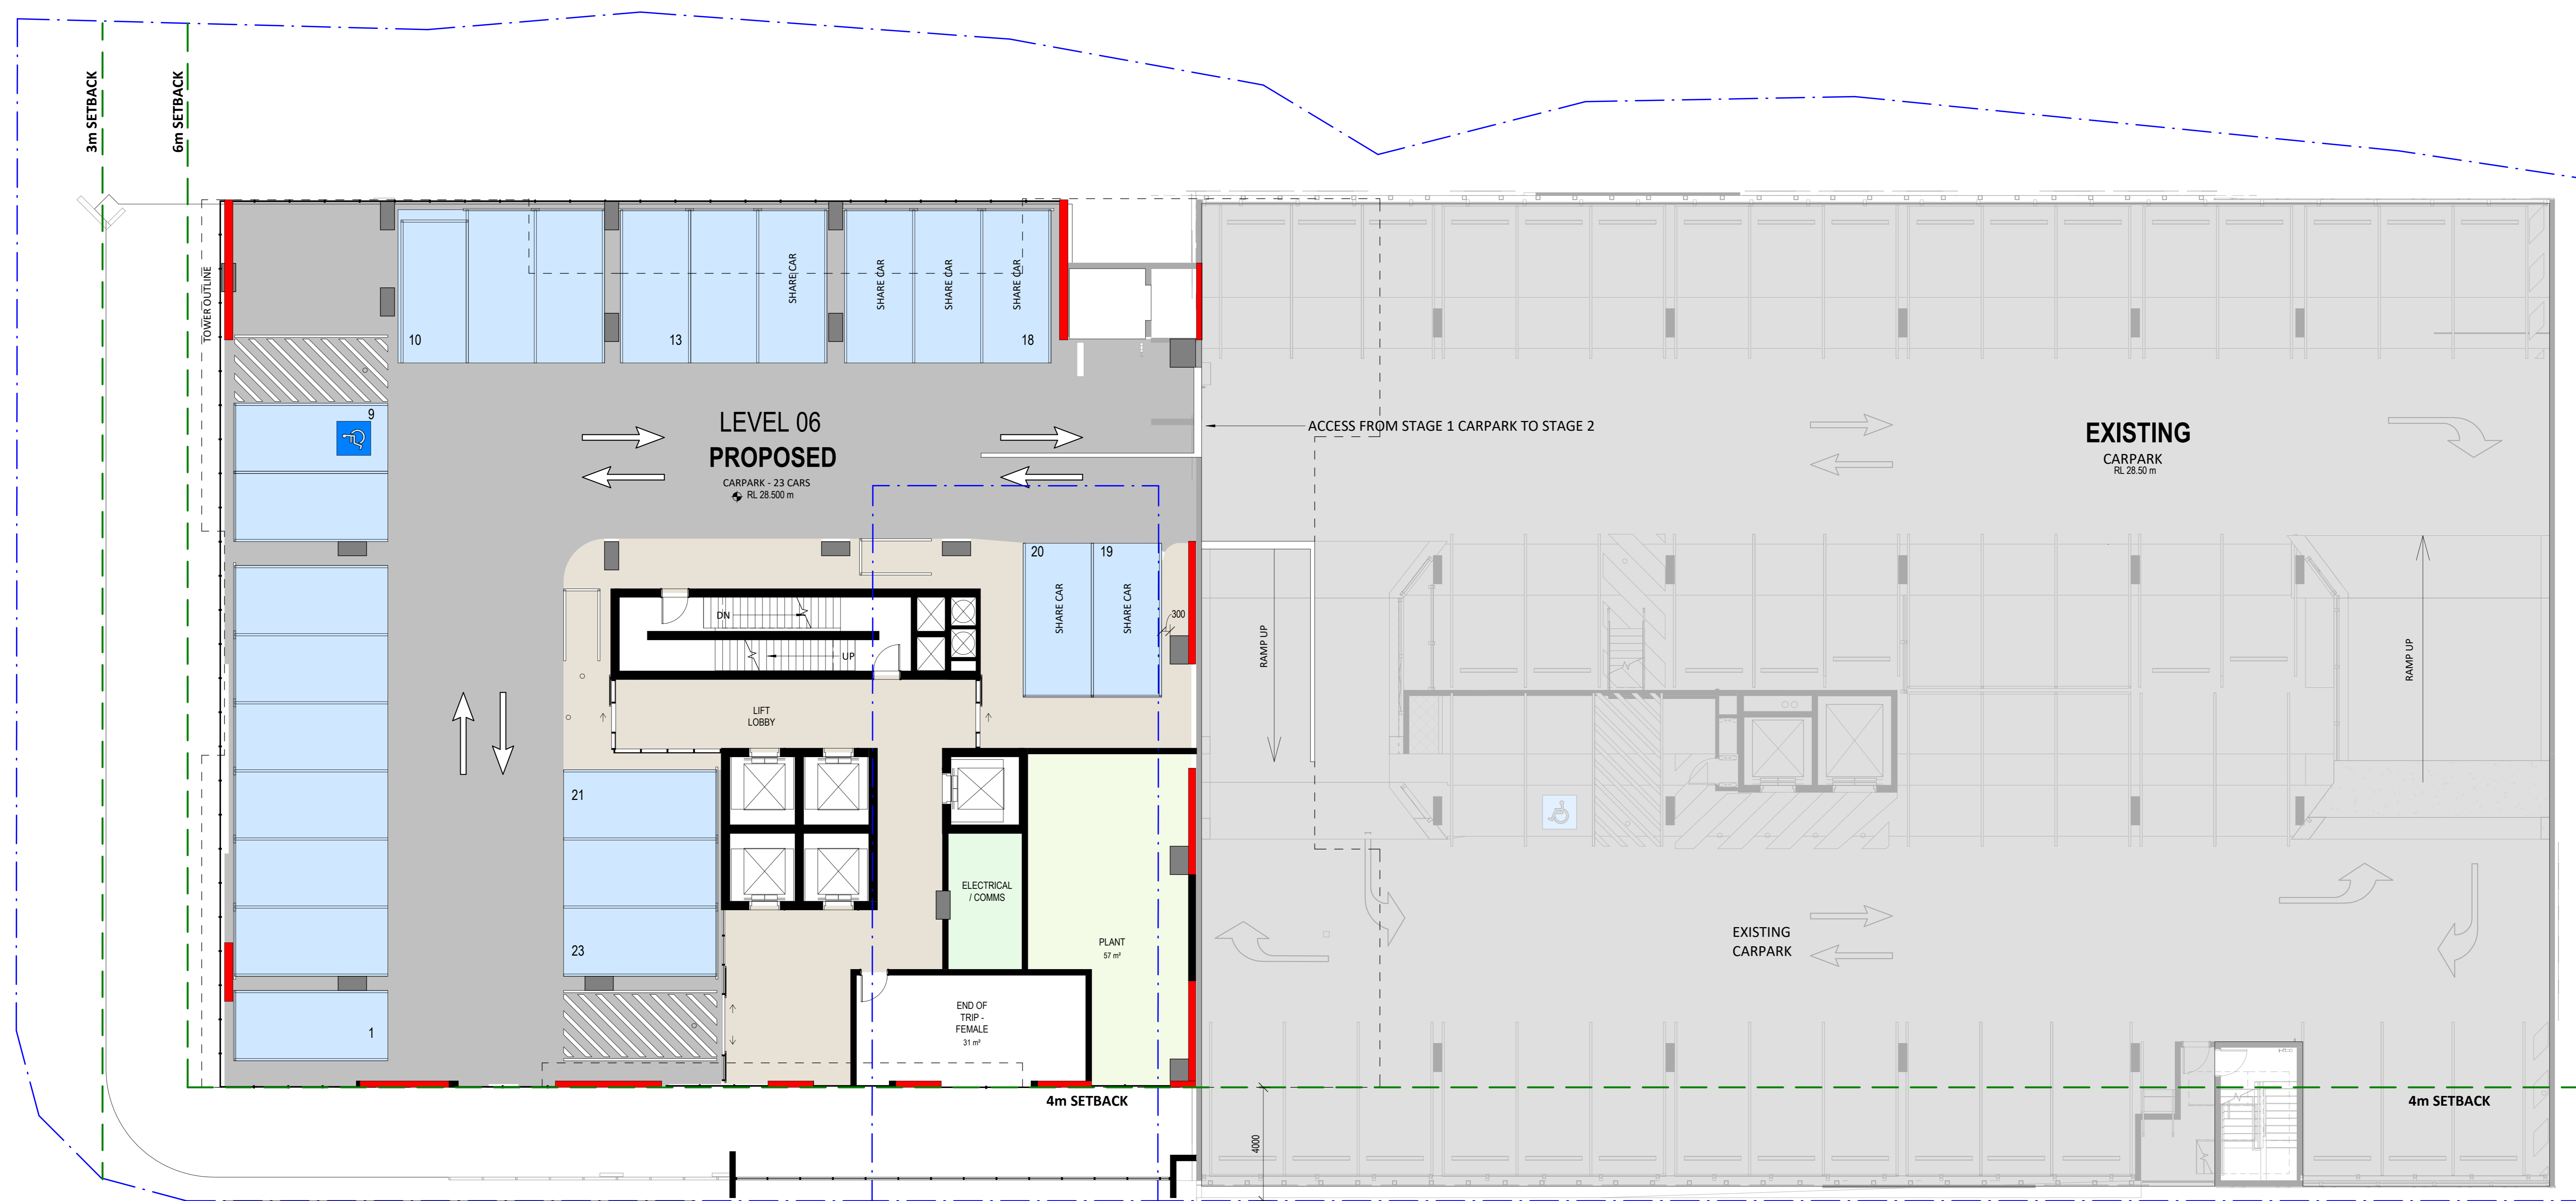 3m SETBACK
6m SETBACK
TOWER OUTLINE
SHARE CAR
SHARE CAR
SHARE CAR
SHARE CAR
10
13
18
9
LEVEL 06
PROPOSED
CARPARK - 23 CARS
RL 28.500 m
ACCESS FROM STAGE 1 CARPARK TO STAGE 2
EXISTING
CARPARK
RL 28.50 m
20
19
SHARE CAR
SHARE CAR
300
DN
UP
RAMP UP
RAMP UP
LIFT
LOBBY
21
23
ELECTRICAL
/ COMMS
PLANT
57 m²
EXISTING
CARPARK
END OF
TRIP -
FEMALE
31 m²
1
4m SETBACK
4m SETBACK
4000